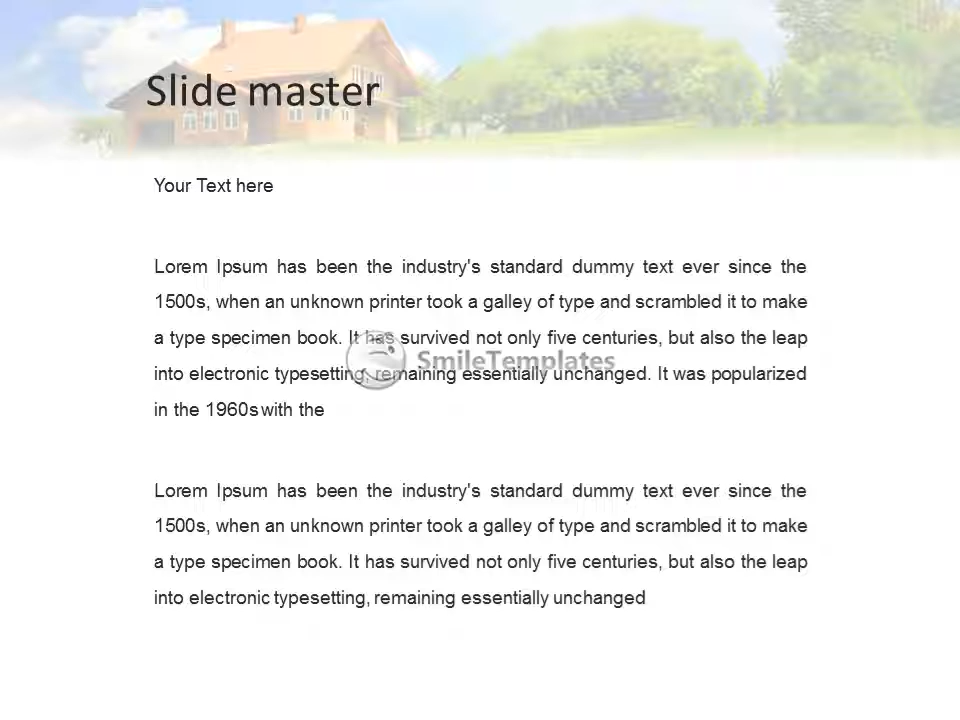 Slide master
Your Text here
Lorem Ipsum has been the industry's standard dummy text ever since the
1500s, when an unknown printer took a galley of type and scrambled it to make
a type specimen book. It has survived not only five centuries, but also the leap
SmileTemplates
into electronic typesetting, remaining essentially unchanged. It was popularized
in the 1960s with the
Lorem Ipsum has been the industry's standard dummy text ever since the
1500s, when an unknown printer took a galley of type and scrambled it to make
a type specimen book. It has survived not only five centuries, but also the leap
into electronic typesetting, remaining essentially unchanged